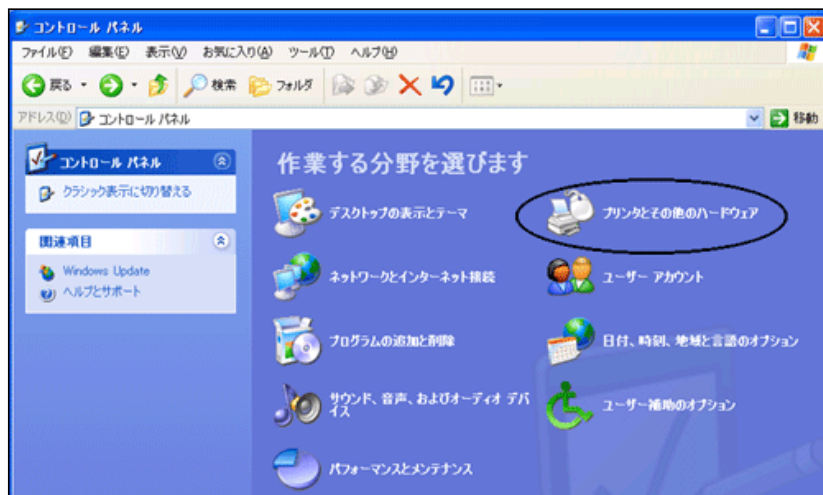 コントロール パネル
ファイル(F) 編集(E) 表示(V) お気に入り(A) ツール(T) ヘルプ(H)
戻る 検索 フォルダ
アドレス(D) コントロール パネル 移動
コントロール パネル
クラシック表示に切り替える
関連項目
Windows Update
ヘルプとサポート
作業する分野を選びます
デスクトップの表示とテーマ
プリンタとその他のハードウェア
ネットワークとインターネット接続
ユーザー アカウント
プログラムの追加と削除
日付、時刻、地域と言語のオプション
サウンド、音声、およびオーディオ デバ
イス
ユーザー補助のオプション
パフォーマンスとメンテナンス